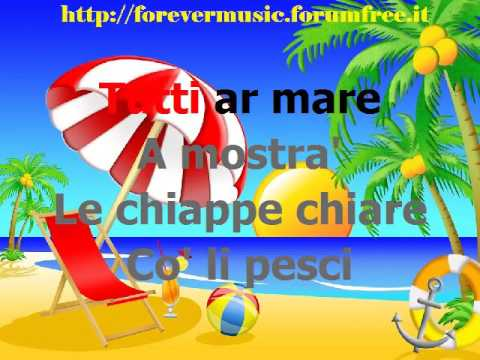 http://forevermusic.forumfree.it
Tutti ar mare
A mostra'
Le chiappe chiare
Co' li pesci